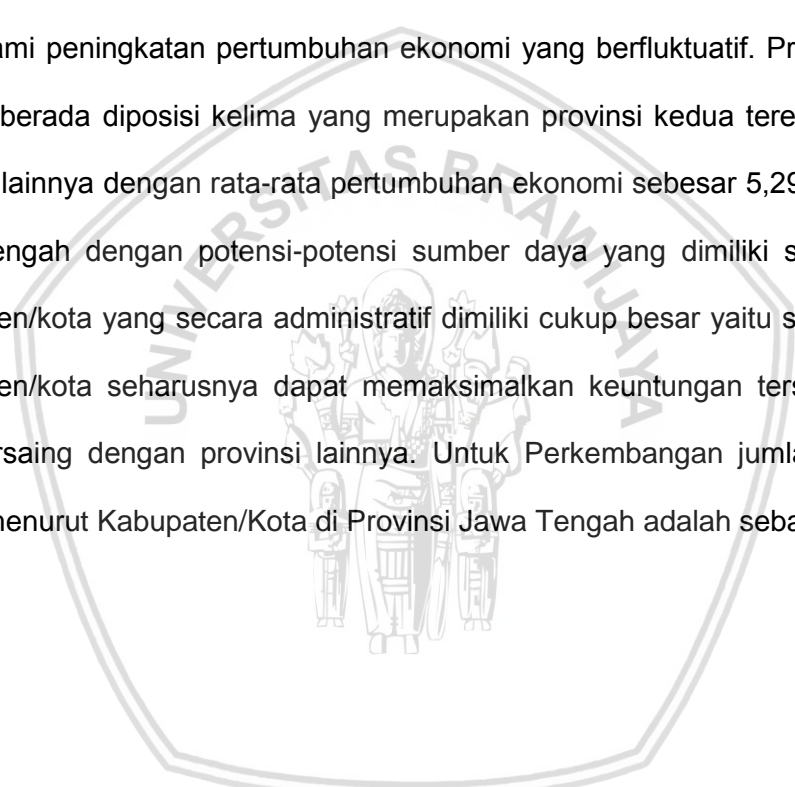 ami peningkatan pertumbuhan ekonomi yang berfluktuatif. Pr
berada diposisi kelima yang merupakan provinsi kedua tere
lainnya dengan rata-rata pertumbuhan ekonomi sebesar 5,29
engah dengan potensi-potensi sumber daya yang dimiliki s
en/kota yang secara administratif dimiliki cukup besar yaitu s
en/kota seharusnya dapat memaksimalkan keuntungan ters
rsaing dengan provinsi lainnya. Untuk Perkembangan jumla
menurut Kabupaten/Kota di Provinsi Jawa Tengah adalah seba
UNIVERSITAS BRAWIJAYA